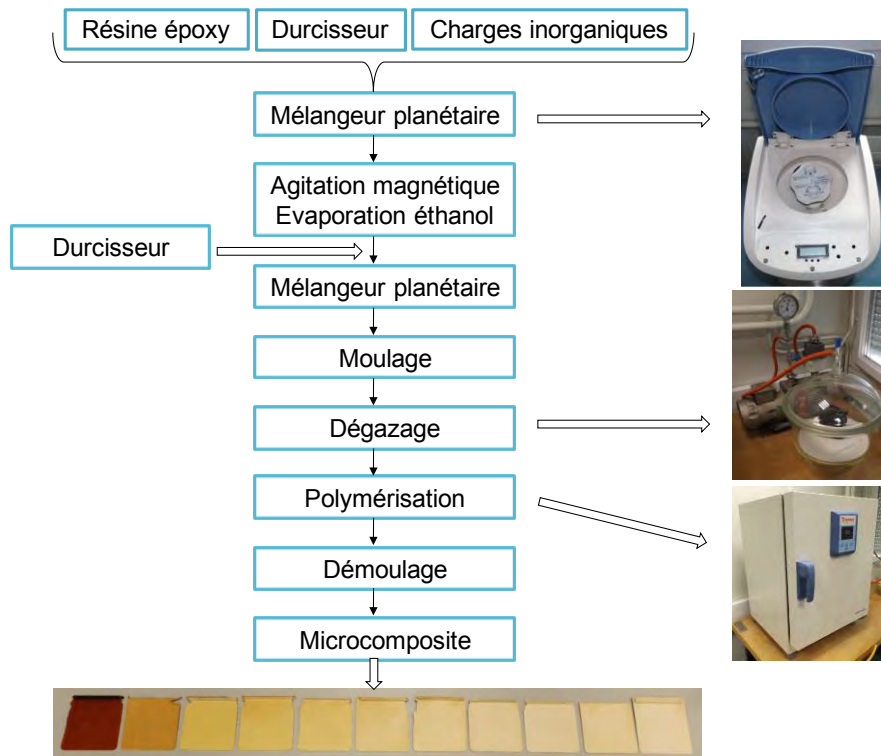 Résine époxy
Durcisseur
Charges inorganiques
Mélangeur planétaire
Agitation magnétique
Evaporation éthanol
Durcisseur
Mélangeur planétaire
Moulage
Dégazage
Polymérisation
Démoulage
Microcomposite